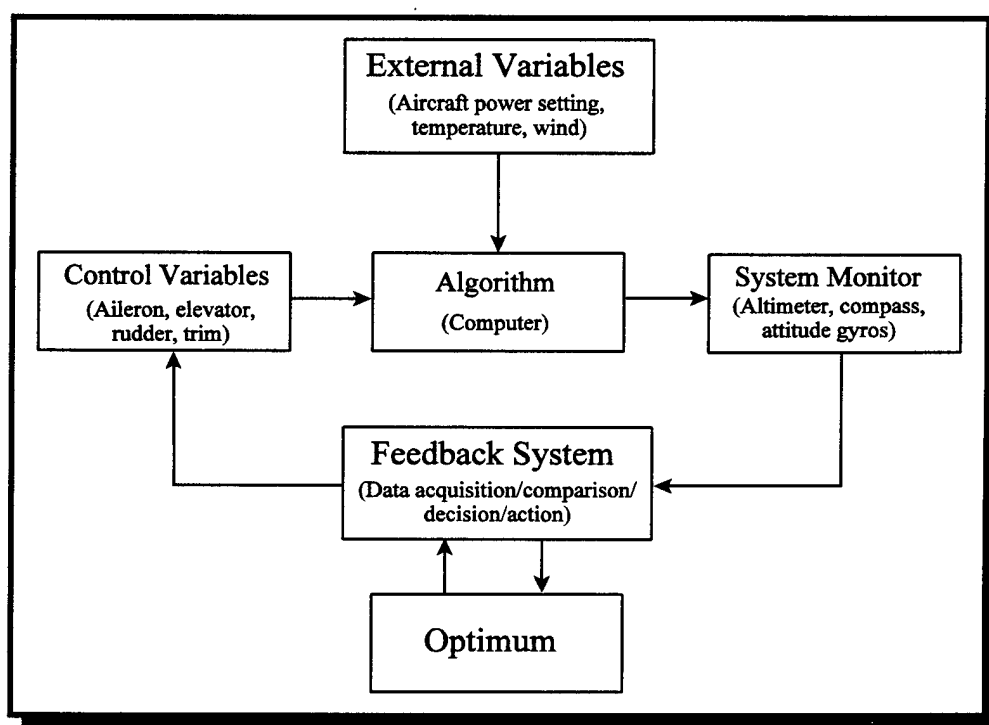 External Variables
(Aircraft power setting,
temperature, wind)
Control Variables
(Aileron, elevator,
rudder, trim)
Algorithm
(Computer)
System Monitor
(Altimeter, compass,
attitude gyros)
Feedback System
(Data acquisition/comparison/
decision/action)
Optimum